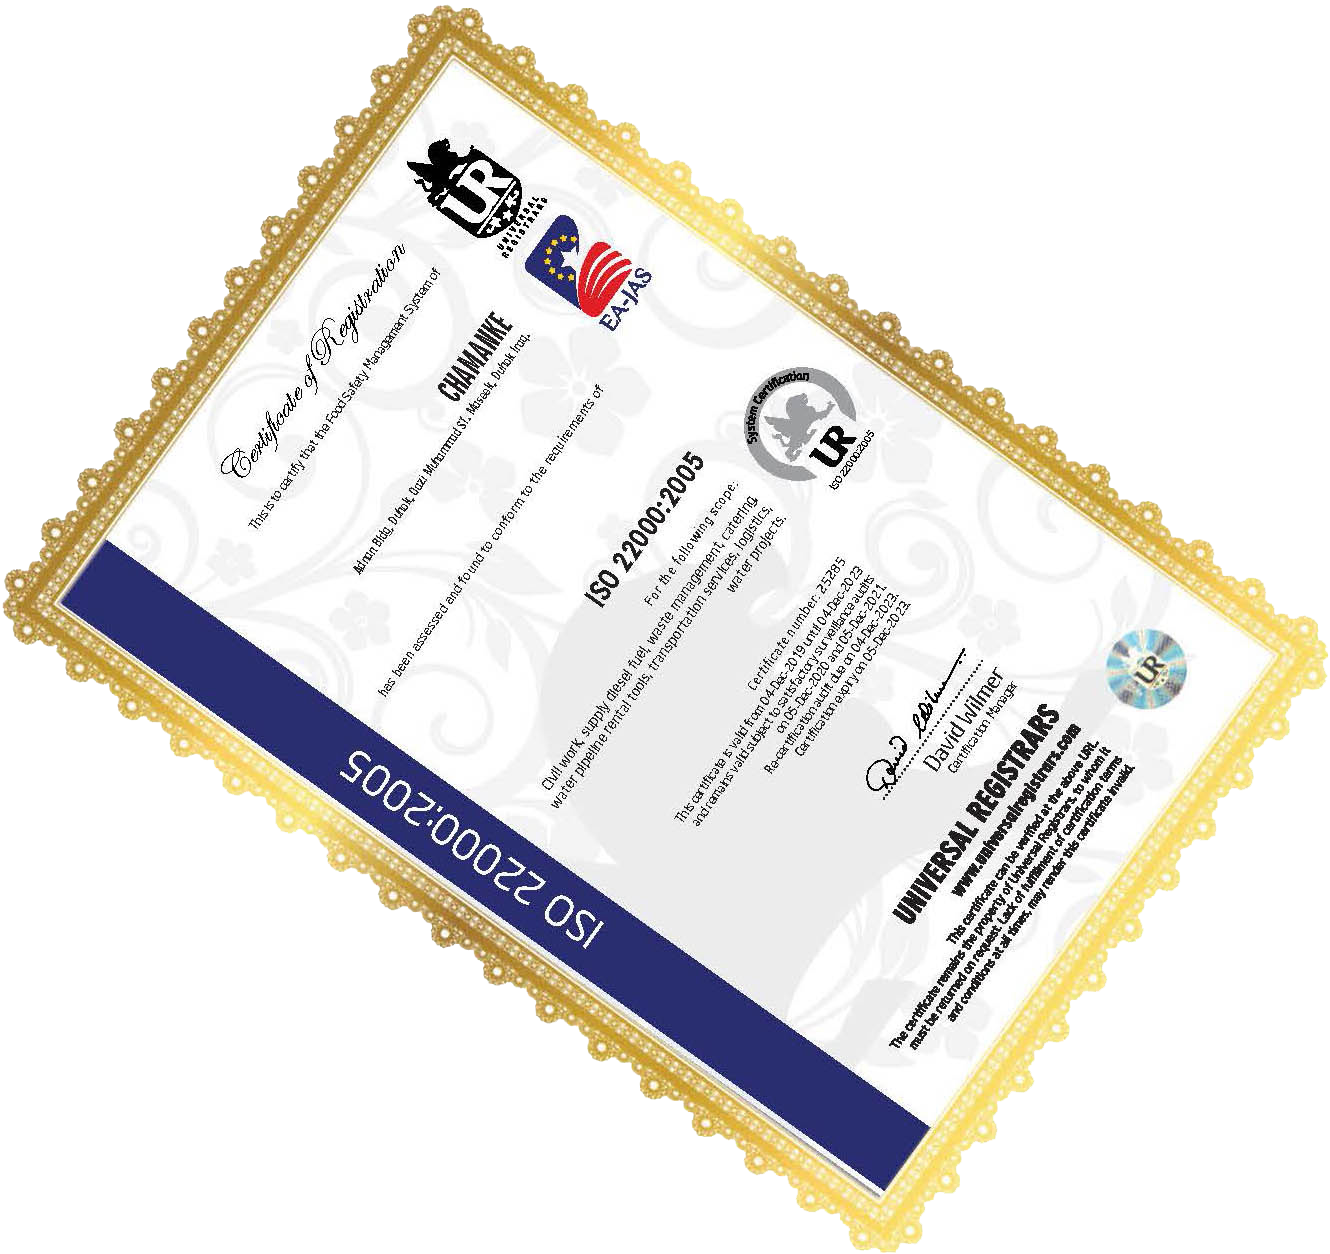 UR
UNIVERSAL
REGISTRARS
EA-JAS
Certificate of Registration
This is to certify that the Food Safety Management System of
CHAMANKE
Adnan Bldg, Duhok, Qazi Muhammad St. Maseek, Duhok Iraq.
has been assessed and found to conform to the requirements of
ISO 22000:2005
For the following scope:
Civil work, supply diesel fuel, waste management, catering,
water pipeline rental tools, transportation services, logistics,
water projects.
System Certification
UR
ISO 22000:2005
Certificate number: 25285
This certificate is valid from 04-Dec-2019 until 04-Dec-2023
and remains valid subject to satisfactory surveillance audits
on 05-Dec-2020 and 05-Dec-2021.
Re-certification audit due on 04-Dec-2023.
Certification expiry on 05-Dec-2023.
David Wilmer
Certification Manager
UR
UNIVERSAL REGISTRARS
www.universalregistrars.com
This certificate can be verified at the above URL.
The certificate remains the property of Universal Registrars, to whom it
must be returned on request. Lack of fulfilment of certification terms
and conditions at all times, may render this certificate invalid.
ISO 22000:2005